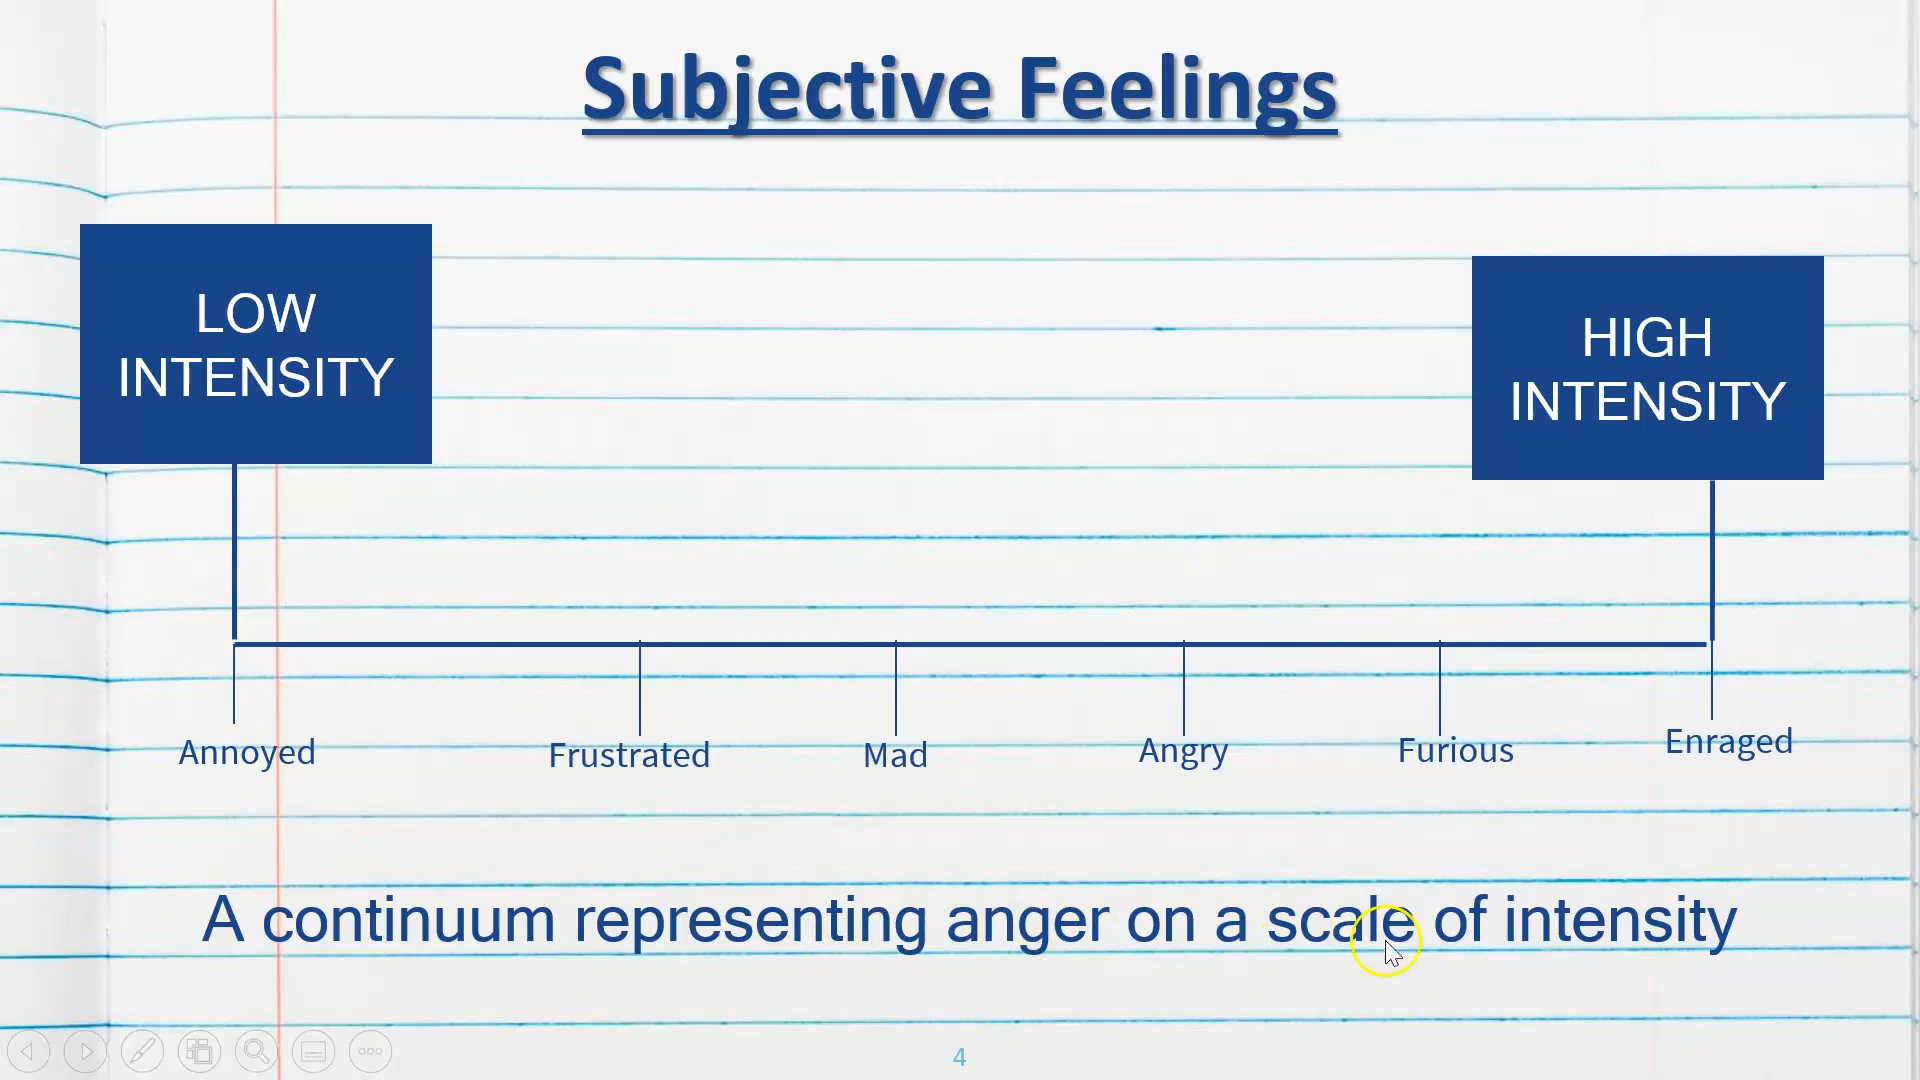 Subjective Feelings
LOW
INTENSITY
HIGH
INTENSITY
Annoyed
Frustrated
Mad
Angry
Furious
Enraged
A continuum representing anger on a scale of intensity
4